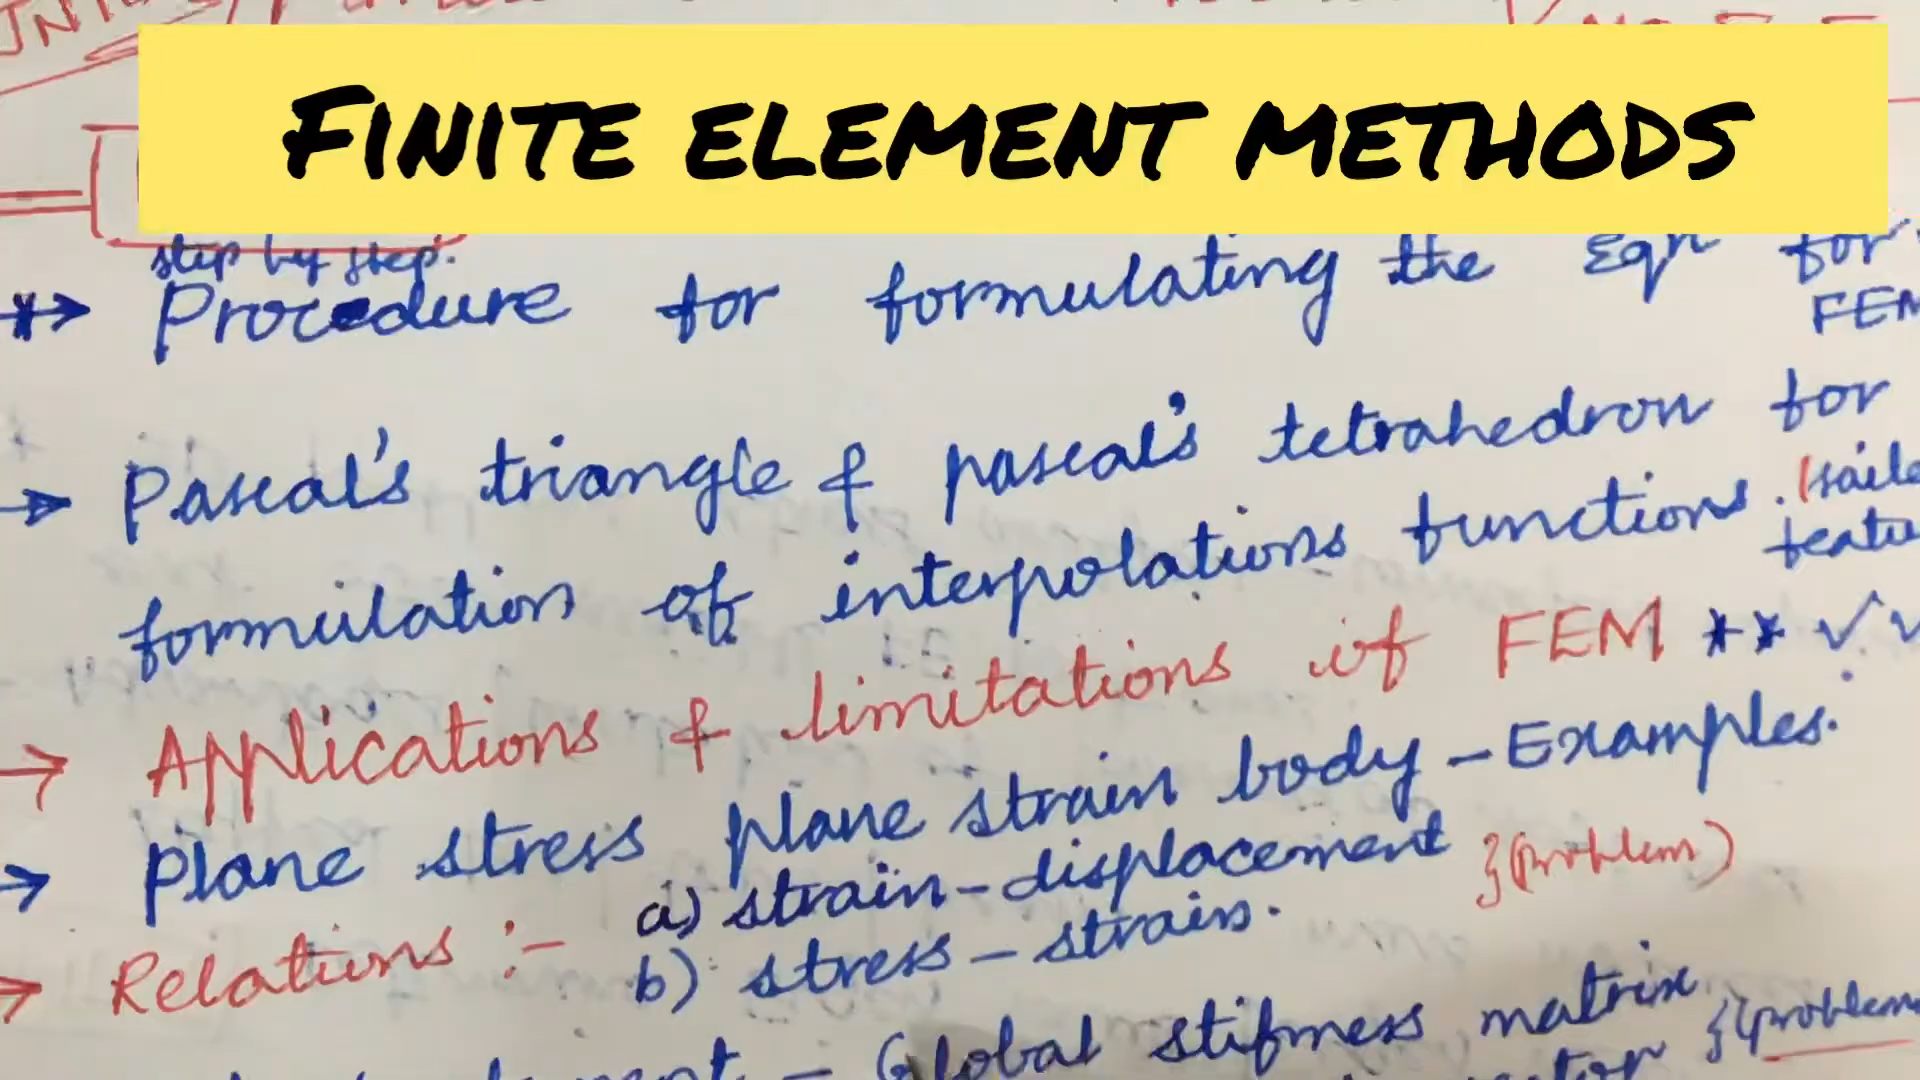 FINITE ELEMENT METHODS
step by step.
*→ Procedure for formulating the Eqn for
FEM
→ Pascal's triangle & pascal's tetrahedron for
formulation of interpolations functions.
→ Applications & limitations of FEM ** ✓✓
→ Plane stress plane strain body - Examples.
→ Relations :- a) strain-displacement }(problem)
b) stress - strain.
- Global stiffness matrix }(problem